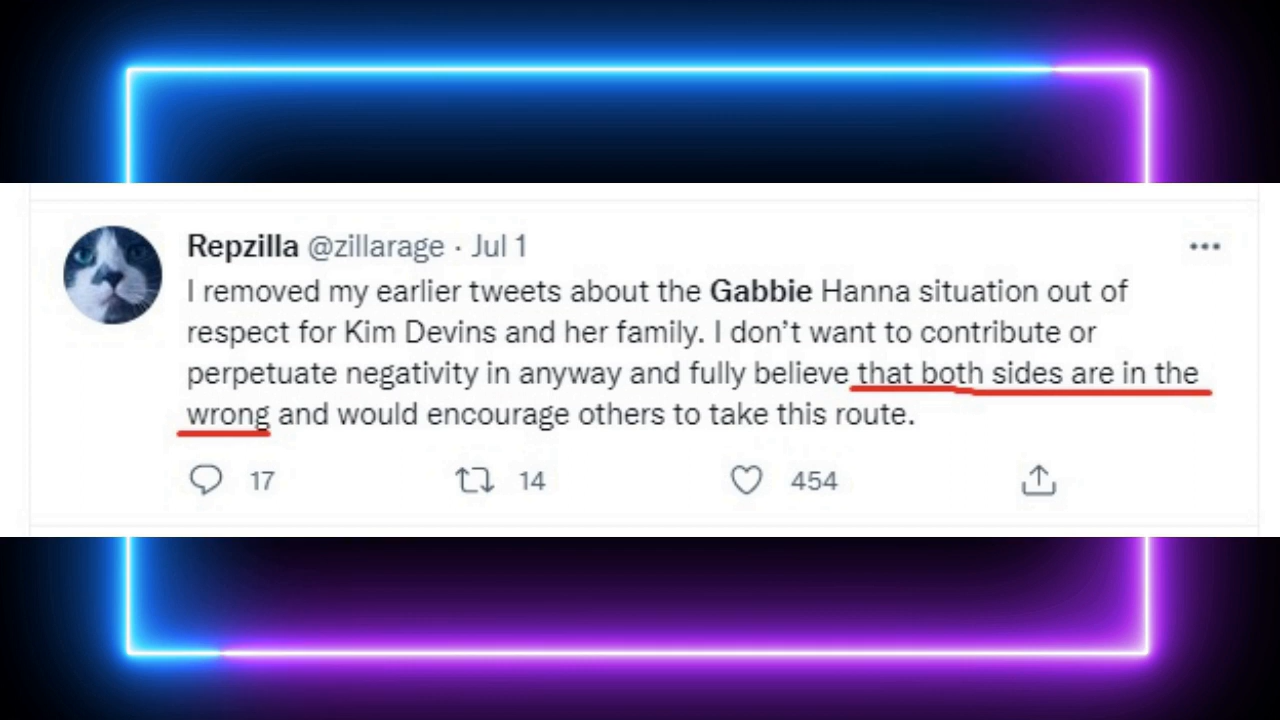 Repzilla @zillarage · Jul 1
I removed my earlier tweets about the Gabbie Hanna situation out of
respect for Kim Devins and her family. I don’t want to contribute or
perpetuate negativity in anyway and fully believe that both sides are in the
wrong and would encourage others to take this route.
17 14 454